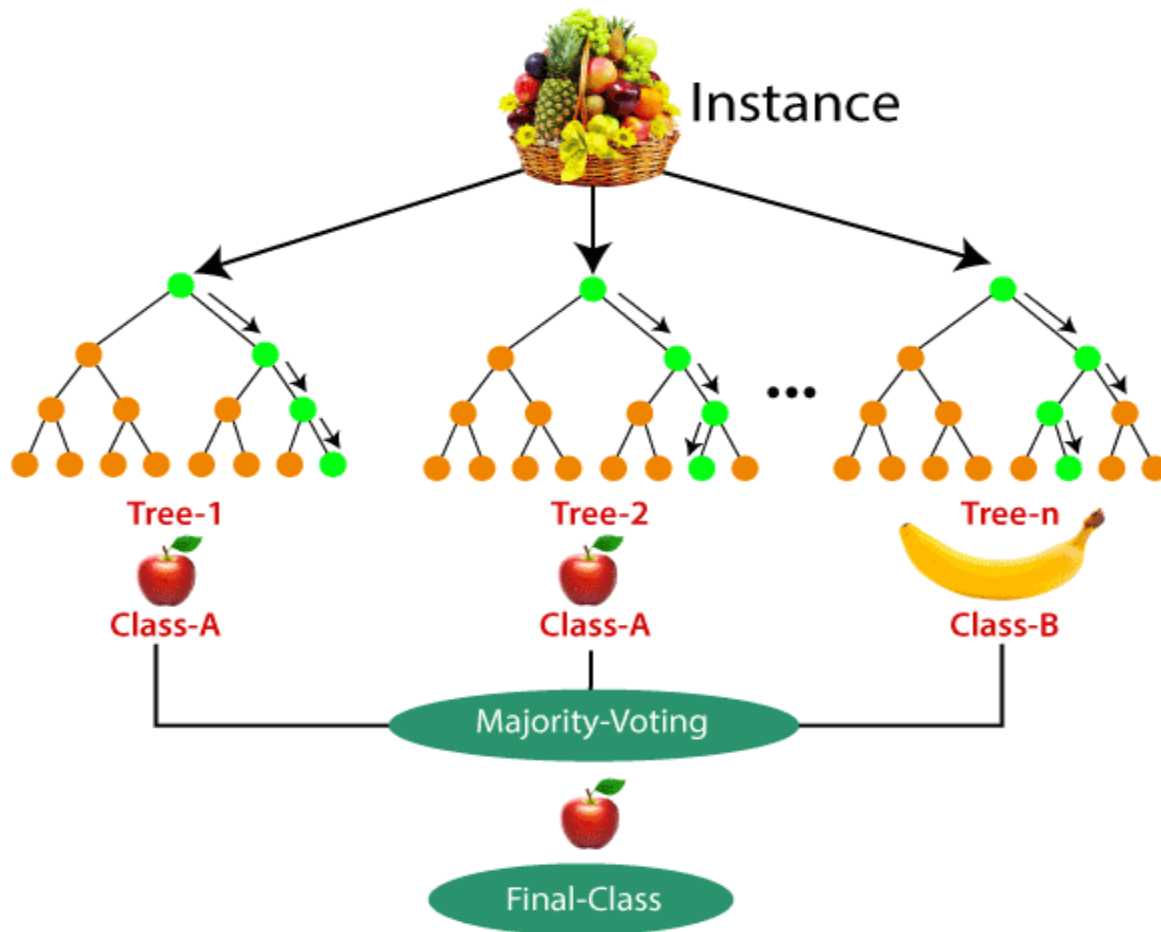 Instance
Tree-1
Tree-2
Tree-n
Class-A
Class-A
Class-B
Majority-Voting
Final-Class